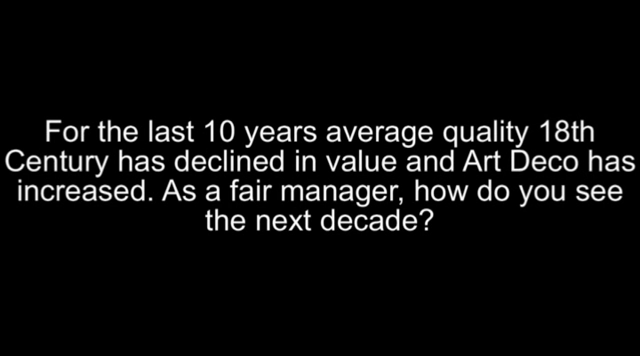 For the last 10 years average quality 18th
Century has declined in value and Art Deco has
increased. As a fair manager, how do you see
the next decade?